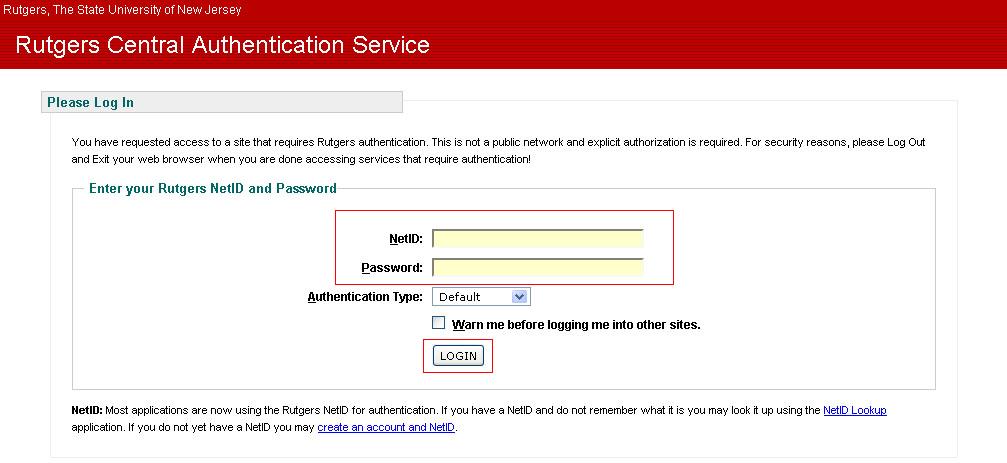 Rutgers, The State University of New Jersey
Rutgers Central Authentication Service
Please Log In
You have requested access to a site that requires Rutgers authentication. This is not a public network and explicit authorization is required. For security reasons, please Log Out
and Exit your web browser when you are done accessing services that require authentication!
Enter your Rutgers NetID and Password
NetID:
Password:
Authentication Type: Default
Warn me before logging me into other sites.
LOGIN
NetID: Most applications are now using the Rutgers NetID for authentication. If you have a NetID and do not remember what it is you may look it up using the NetID Lookup
application. If you do not yet have a NetID you may create an account and NetID.